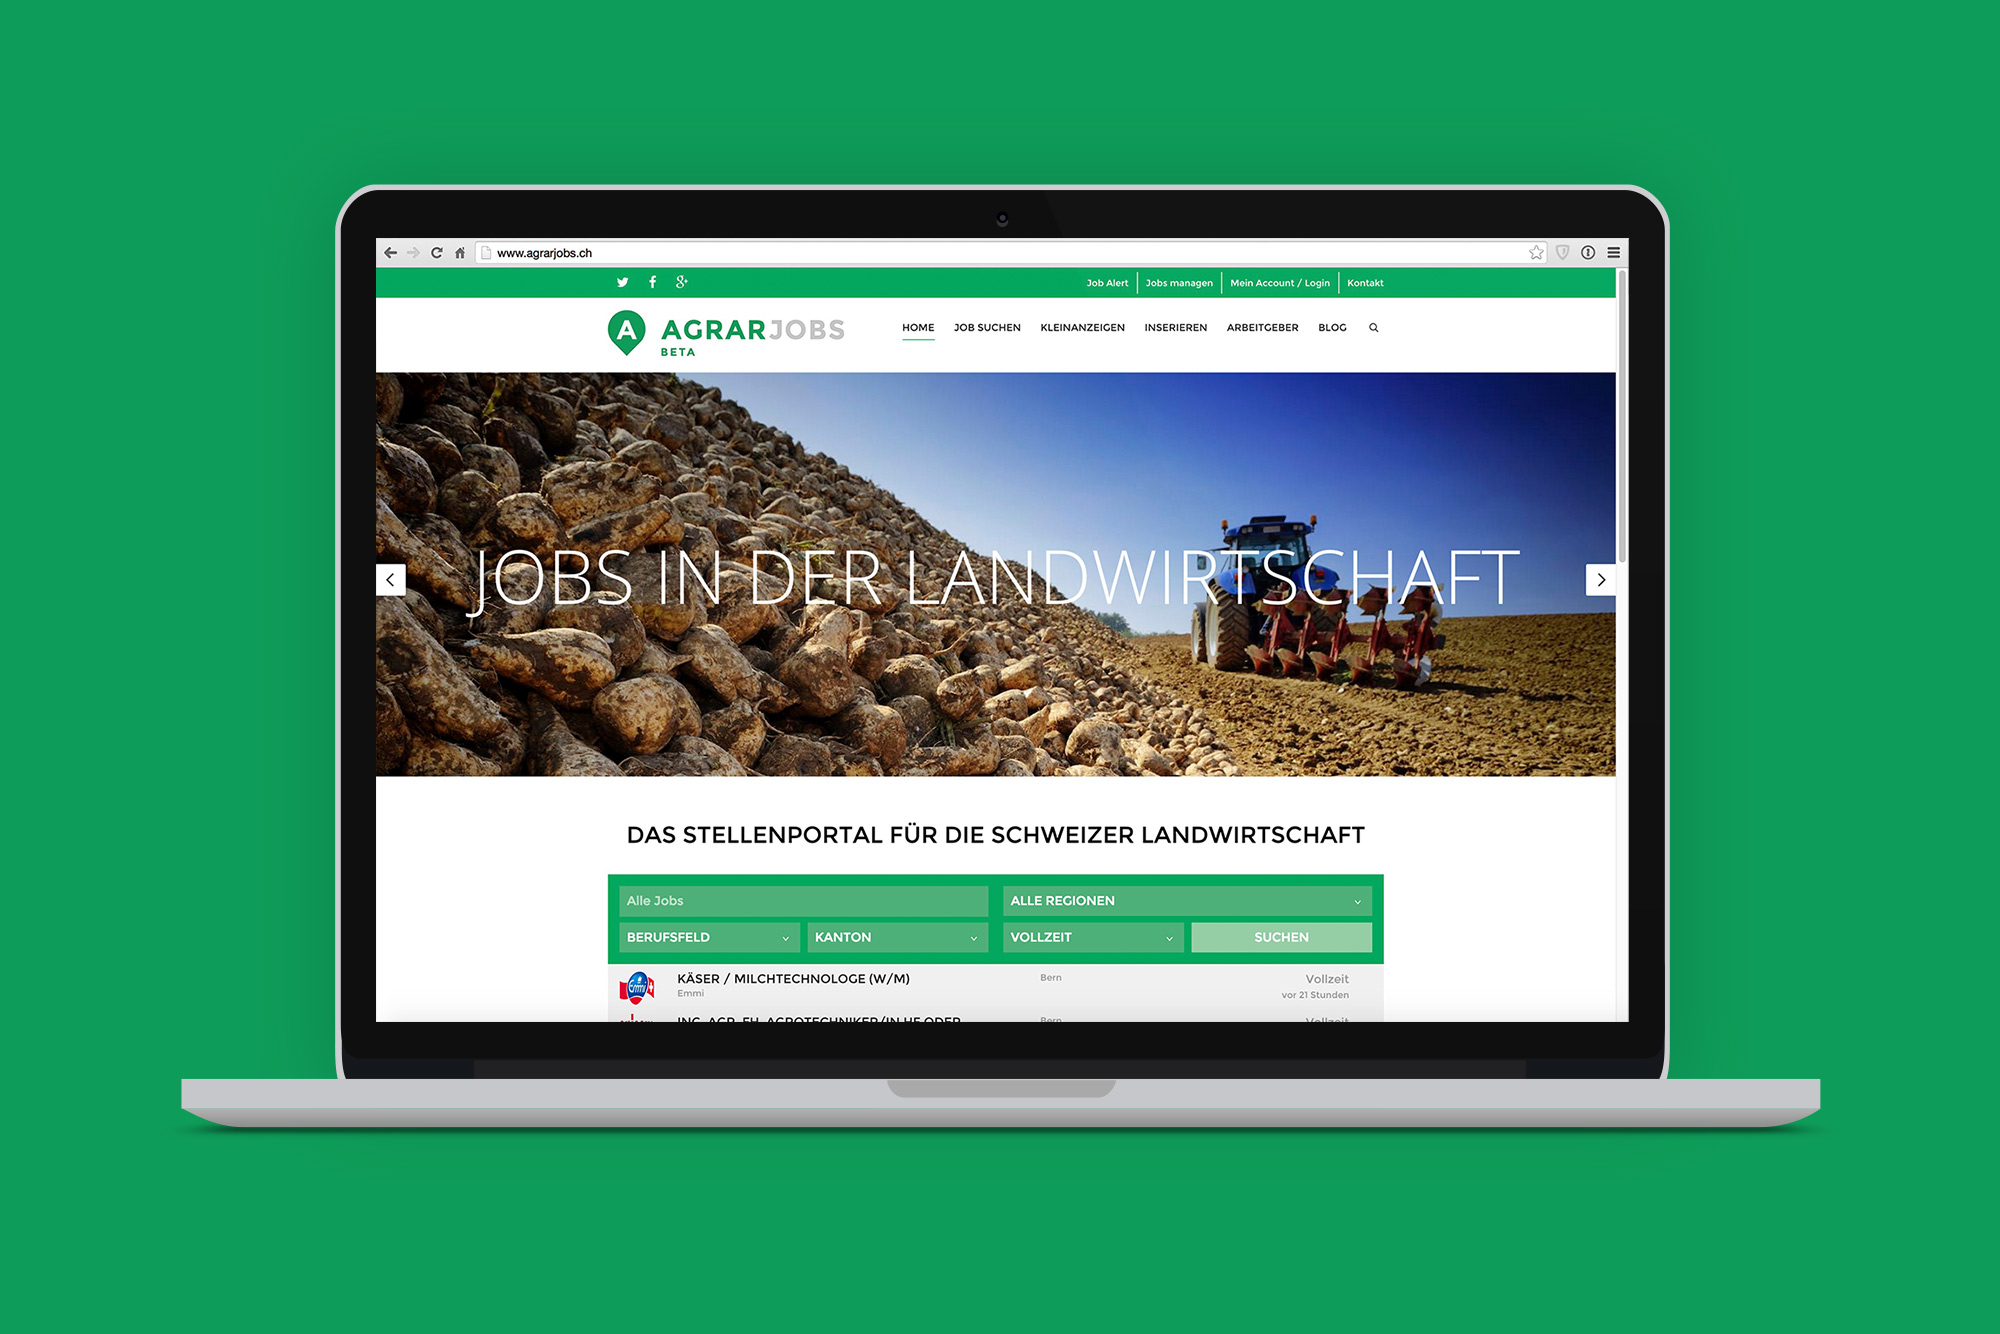 www.agrarjobs.ch
Job Alert Jobs managen Mein Account / Login Kontakt
A AGRARJOBS
BETA
HOME JOB SUCHEN KLEINANZEIGEN INSERIEREN ARBEITGEBER BLOG
JOBS IN DER LANDWIRTSCHAFT
DAS STELLENPORTAL FÜR DIE SCHWEIZER LANDWIRTSCHAFT
Alle Jobs ALLE REGIONEN
BERUFSFELD KANTON VOLLZEIT SUCHEN
Emmi KÄSER / MILCHTECHNOLOGE (W/M) Bern Vollzeit
Emmi vor 21 Stunden
ING. AGR. FH, AGROTECHNIKER/IN HF ODER Bern Vollzeit